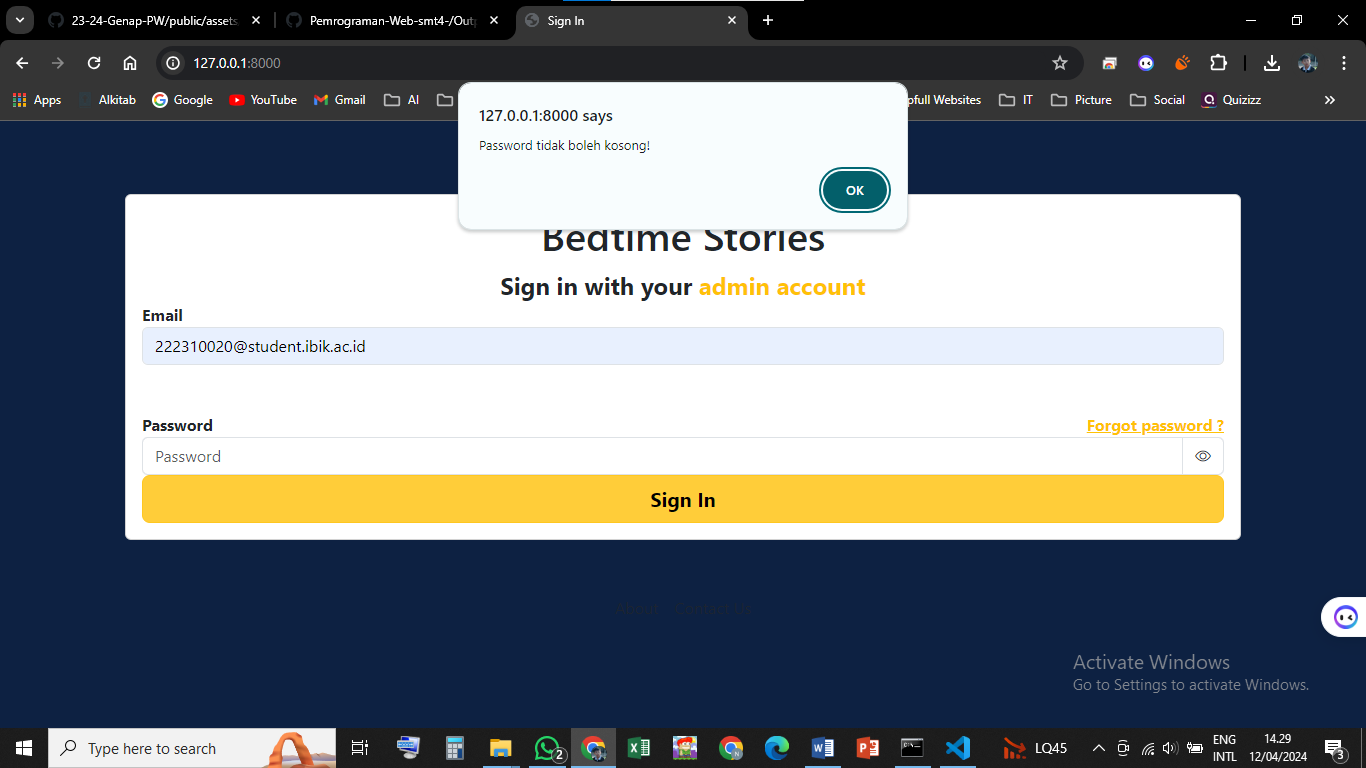 23-24-Genap-PW/public/assets
Pemrograman-Web-smt4-/Outp
Sign In
127.0.0.1:8000
Apps
Alkitab
Google
YouTube
Gmail
AI
pfull Websites
IT
Picture
Social
Quizizz
127.0.0.1:8000 says
Password tidak boleh kosong!
OK
Bedtime Stories
Sign in with your admin account
Email
222310020@student.ibik.ac.id
Password
Forgot password ?
Password
Sign In
Activate Windows
Go to Settings to activate Windows.
Type here to search
2
LQ45
ENG
INTL
14.29
12/04/2024
3